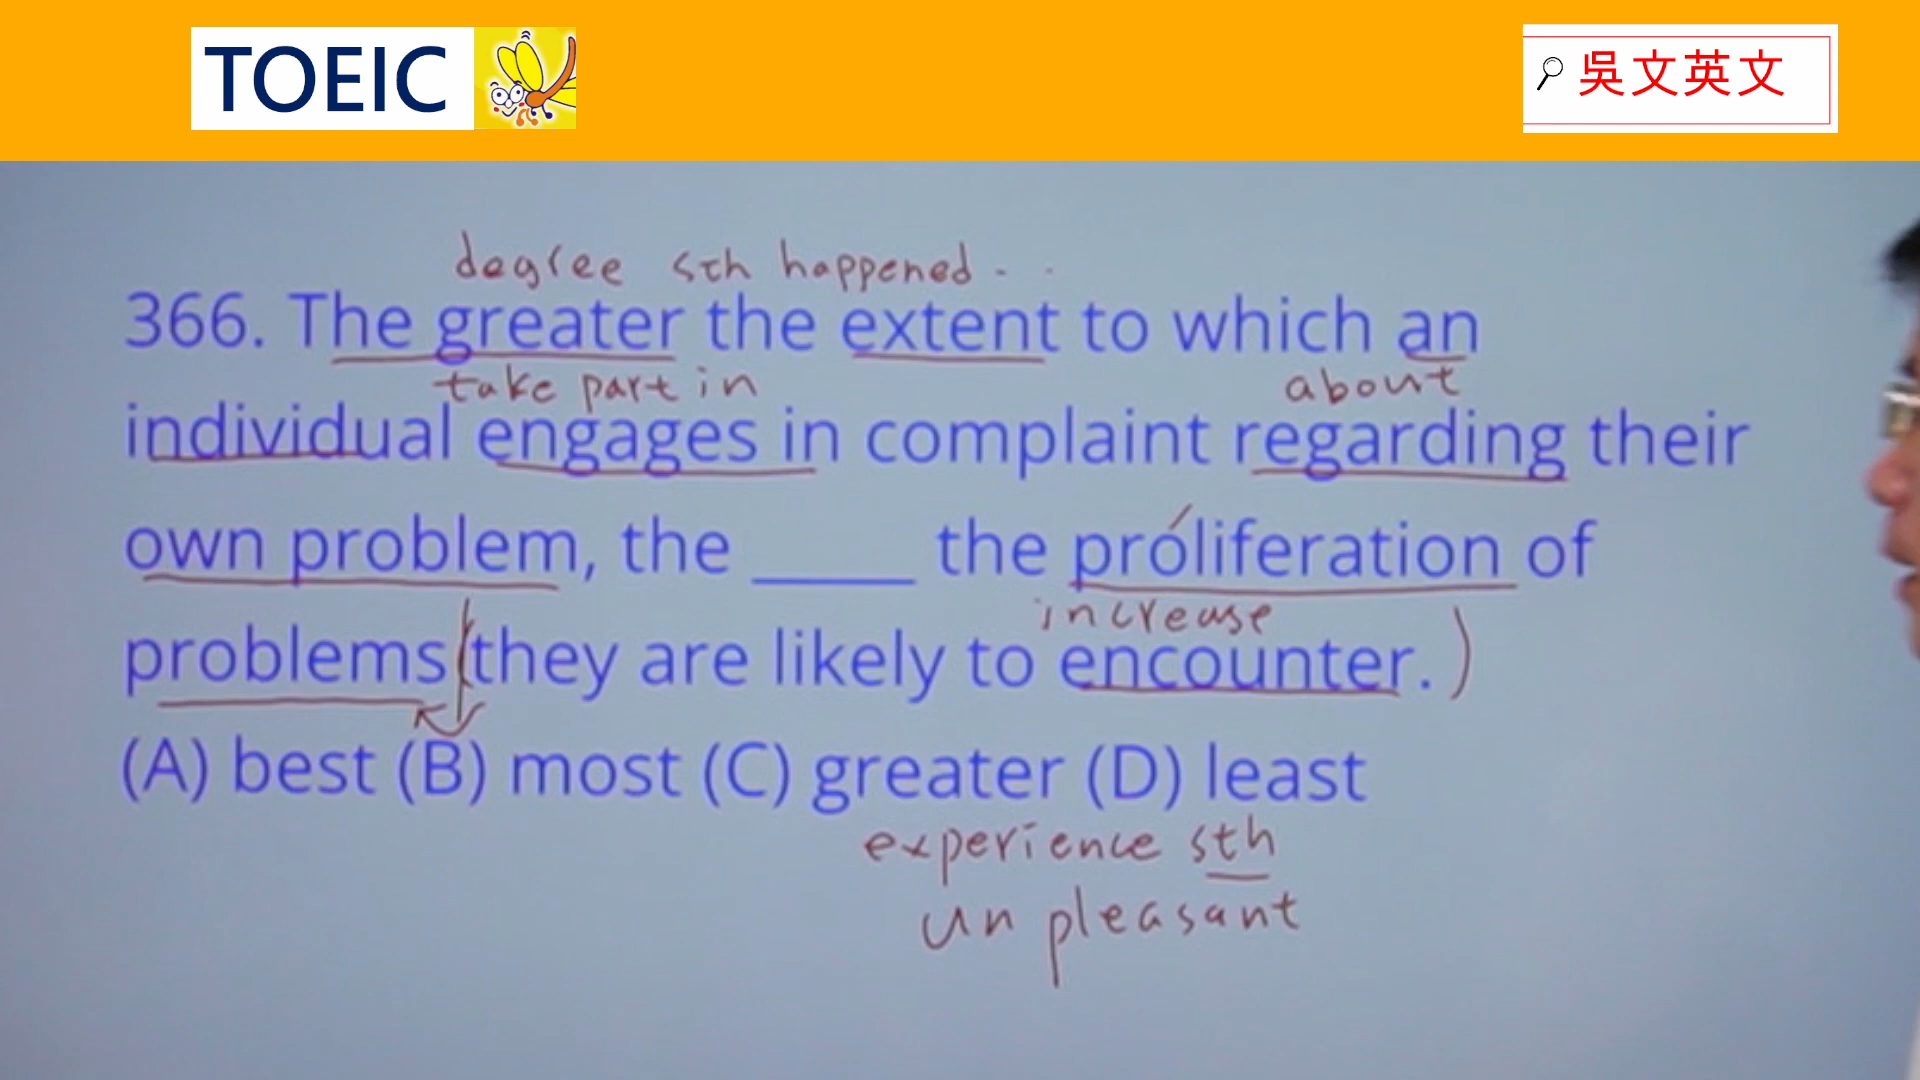 TOEIC
吳文英文
degree sth happened . .
366. The greater the extent to which an
take part in about
individual engages in complaint regarding their
own problem, the _____ the proliferation of
increase
problems they are likely to encounter. )
(A) best (B) most (C) greater (D) least
experience sth
unpleasant